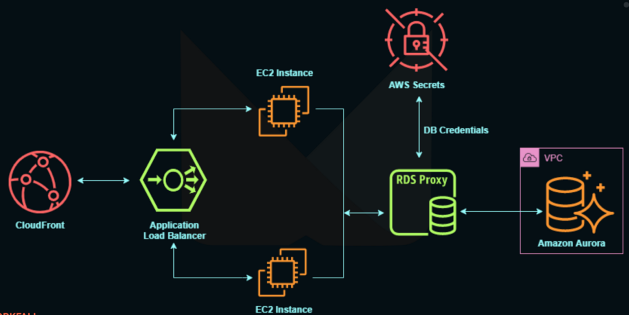 AWS Secrets
EC2 Instance
DB Credentials
VPC
RDS Proxy
CloudFront
Application
Load Balancer
Amazon Aurora
EC2 Instance